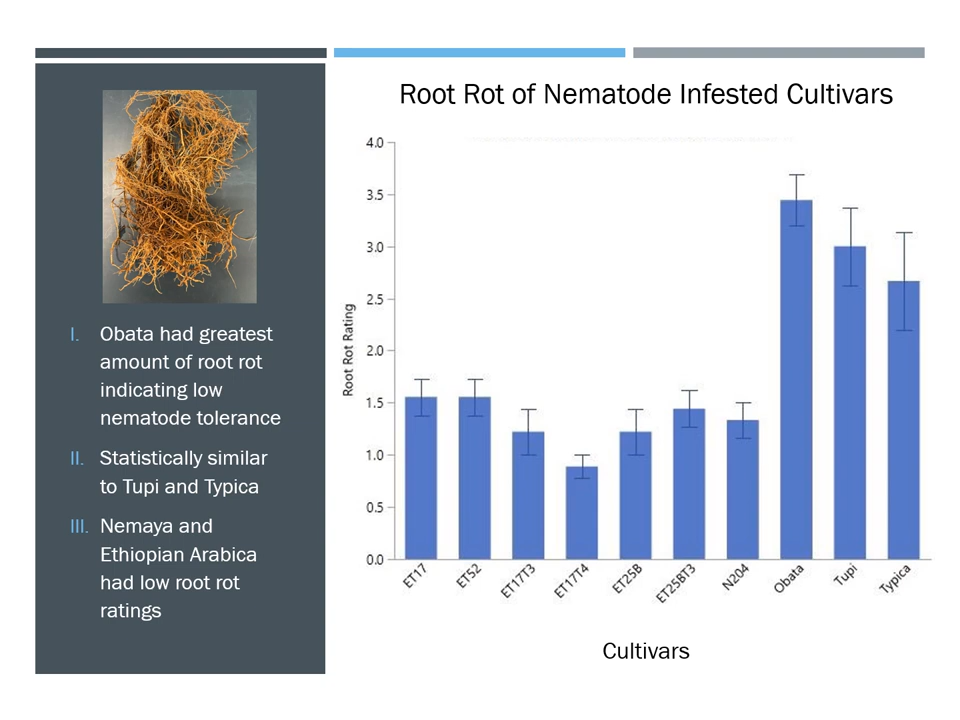 Root Rot of Nematode Infested Cultivars
I. Obata had greatest
amount of root rot
indicating low
nematode tolerance
II. Statistically similar
to Tupi and Typica
III. Nemaya and
Ethiopian Arabica
had low root rot
ratings
Root Rot Rating
4.0
3.5
3.0
2.5
2.0
1.5
1.0
0.5
0.0
ET17
ET52
ET17T3
ET17T4
ET25B
ET25BT3
N204
Obata
Tupi
Typica
Cultivars